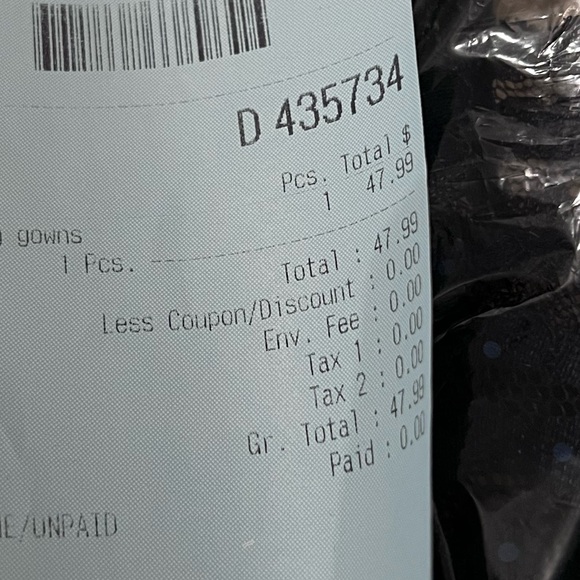 D 435734
Pcs. Total $
1 47.99
gowns
1 Pcs.
Total : 47.99
Less Coupon/Discount : 0.00
Env. Fee : 0.00
Tax 1 : 0.00
Tax 2 : 0.00
Gr. Total : 47.99
Paid : 0.00
E/UNPAID